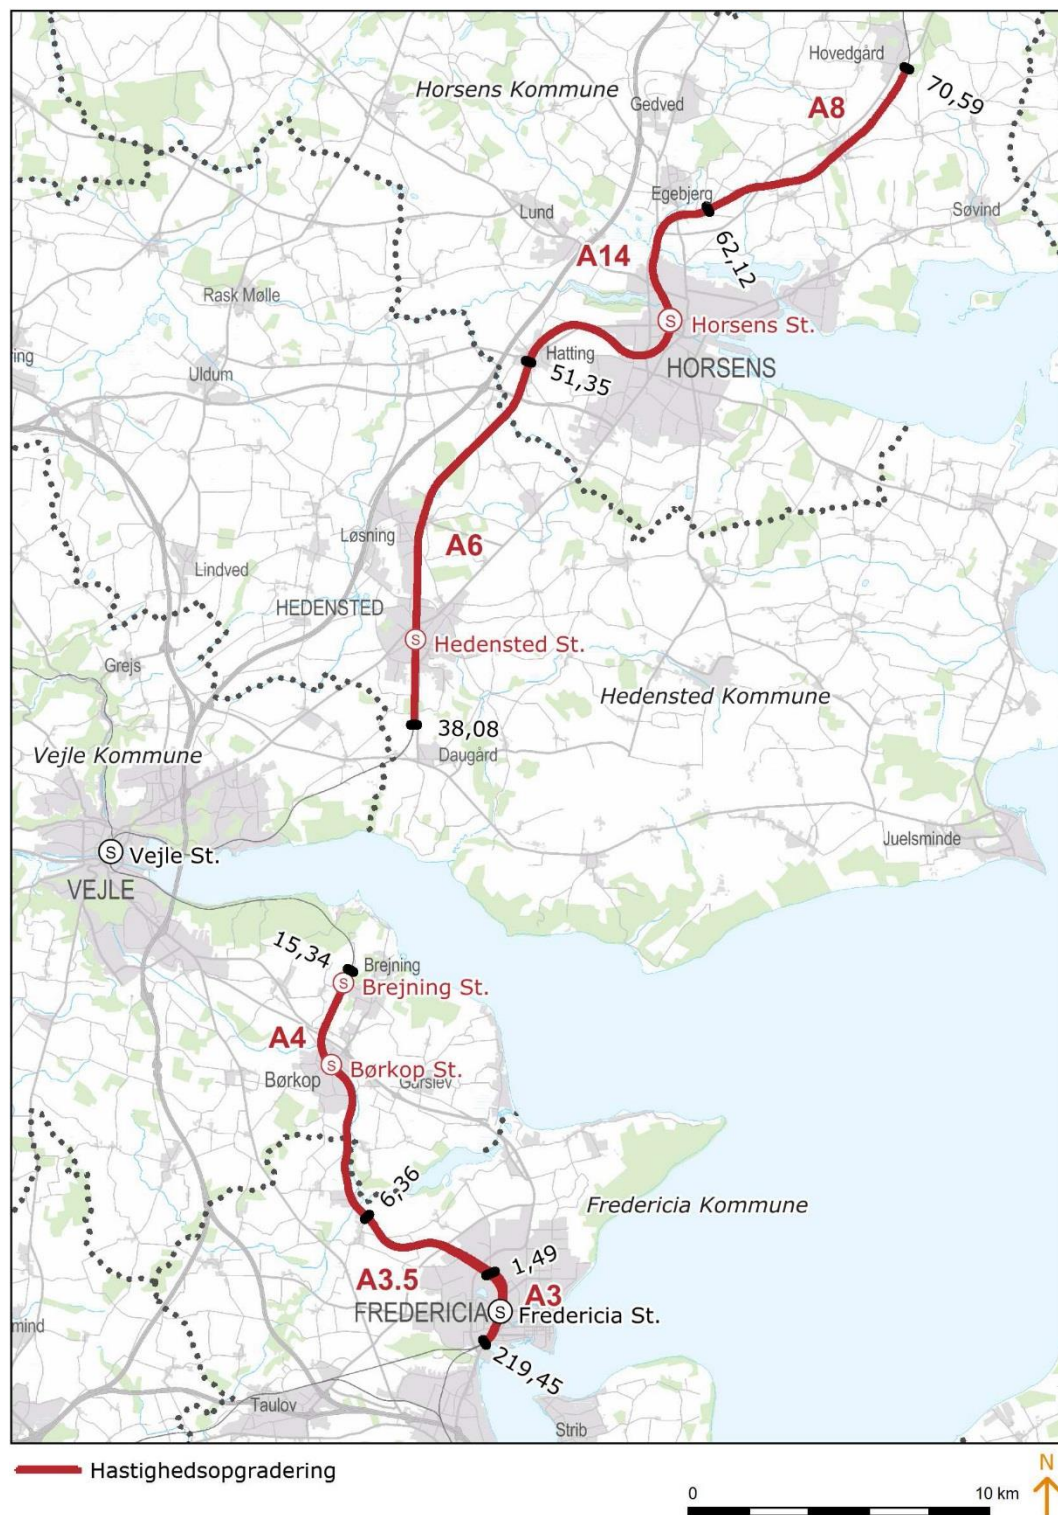 Hovedgård
70,59
Horsens Kommune
Gedved
A8
Egebjerg
Lund
Søvind
62,12
A14
Rask Mølle
Horsens St.
S
Hatting
HORSENS
51,35
ring
Uldum
Løsning
A6
Lindved
HEDENSTED
S
Hedensted St.
Grejs
Hedensted Kommune
38,08
Daugård
Vejle Kommune
Juelsminde
S
Vejle St.
VEJLE
15,34
Brejning
S
Brejning St.
A4
S
Børkop St.
Børkop
Gårslev
6,36
Fredericia Kommune
1,49
A3.5
A3
FREDERICIA
S
Fredericia St.
mind
219,45
Taulov
Strib
Hastighedsopgradering
N
0
10 km